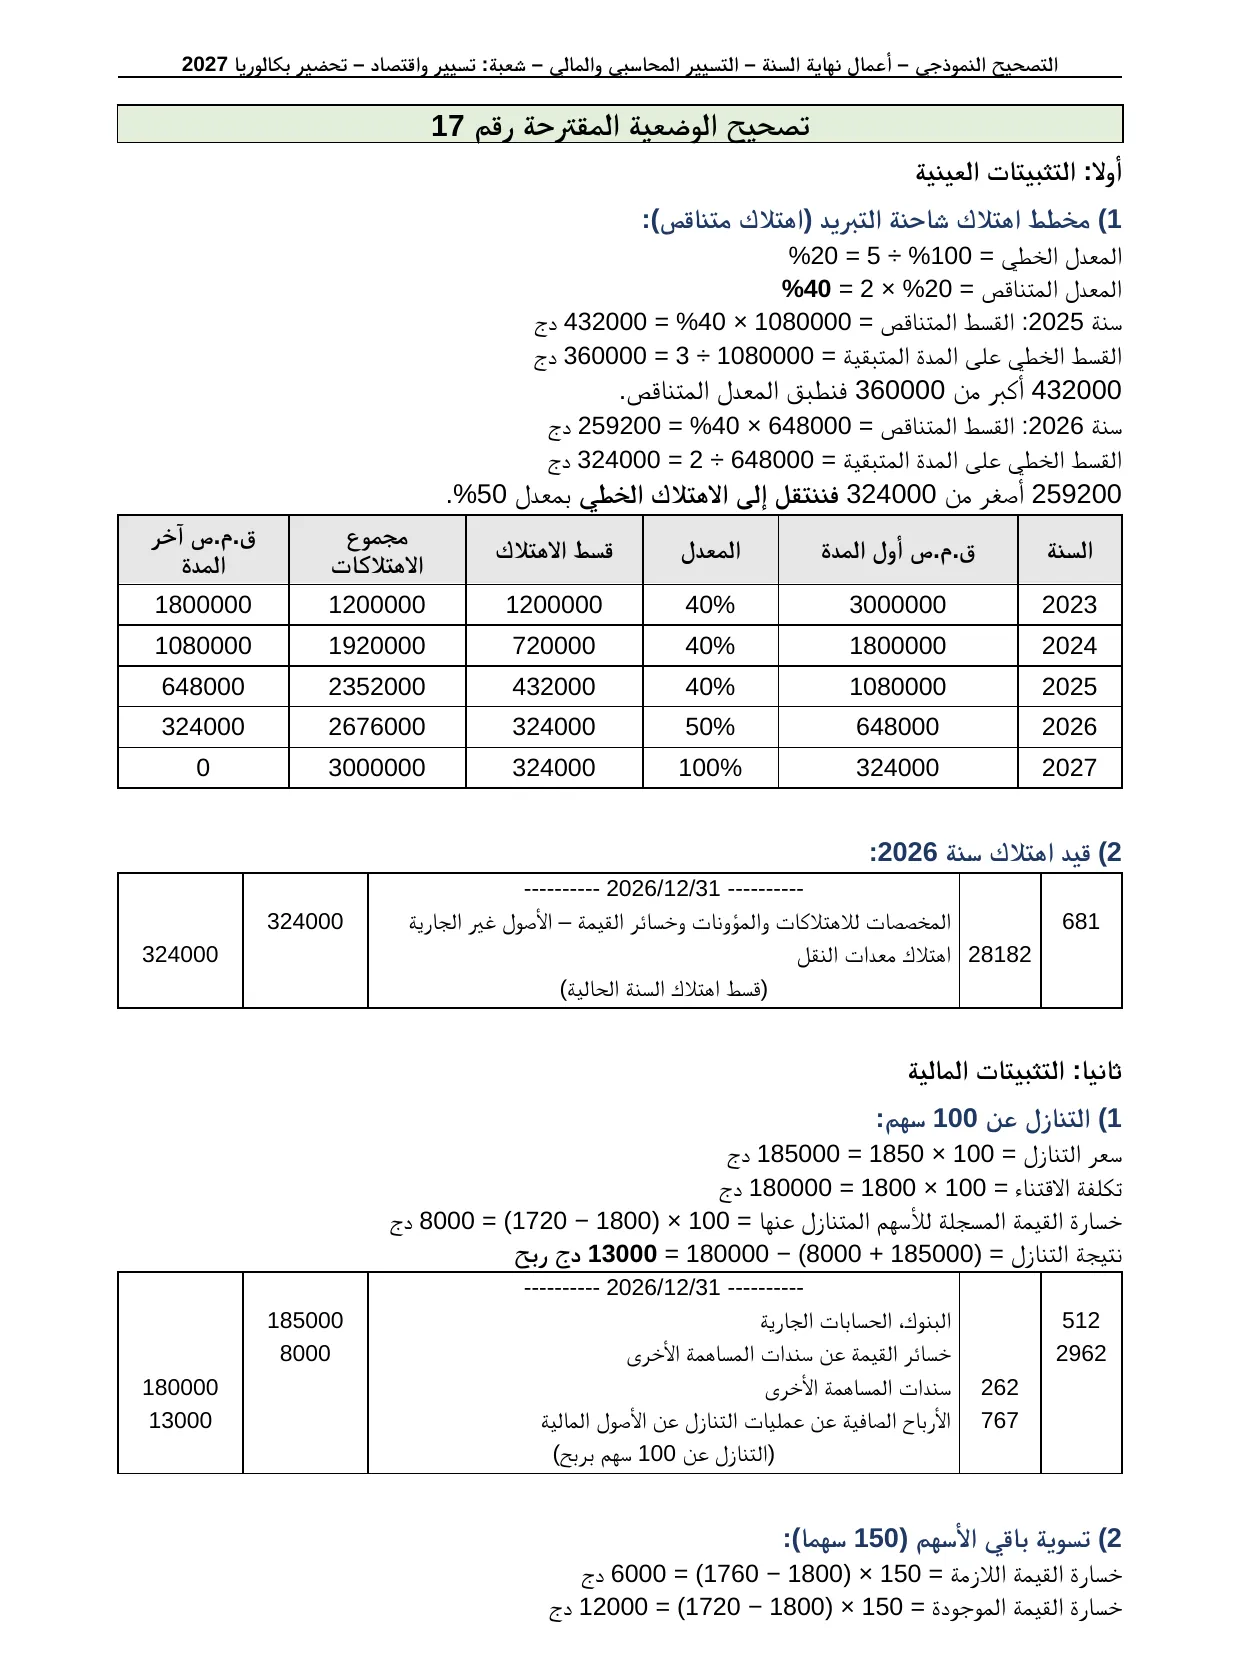 التصحيح النموذجي – أعمال نهاية السنة – التسيير المحاسبي والمالي – شعبة: تسيير واقتصاد – تحضير بكالوريا 2027
تصحيح الوضعية المقترحة رقم 17
أولا: التثبيتات العينية
1) مخطط اهتلاك شاحنة التبريد (اهتلاك متناقص):
المعدل الخطي = 100% ÷ 5 = 20%
المعدل المتناقص = 20% × 2 = 40%
سنة 2025: القسط المتناقص = 1080000 × 40% = 432000 دج
القسط الخطي على المدة المتبقية = 1080000 ÷ 3 = 360000 دج
432000 أكبر من 360000 فنطبق المعدل المتناقص.
سنة 2026: القسط المتناقص = 648000 × 40% = 259200 دج
القسط الخطي على المدة المتبقية = 648000 ÷ 2 = 324000 دج
259200 أصغر من 324000 فننتقل إلى الاهتلاك الخطي بمعدل 50%.
السنة ق.م.ص أول المدة المعدل قسط الاهتلاك مجموع الاهتلاكات ق.م.ص آخر المدة
2023 3000000 40% 1200000 1200000 1800000
2024 1800000 40% 720000 1920000 1080000
2025 1080000 40% 432000 2352000 648000
2026 648000 50% 324000 2676000 324000
2027 324000 100% 324000 3000000 0
2) قيد اهتلاك سنة 2026:
---------- 2026/12/31 ----------
681 المخصصات للاهتلاكات والمؤونات وخسائر القيمة – الأصول غير الجارية 324000
28182 اهتلاك معدات النقل 324000
(قسط اهتلاك السنة الحالية)
ثانيا: التثبيتات المالية
1) التنازل عن 100 سهم:
سعر التنازل = 100 × 1850 = 185000 دج
تكلفة الاقتناء = 100 × 1800 = 180000 دج
خسارة القيمة المسجلة للأسهم المتنازل عنها = 100 × (1800 − 1720) = 8000 دج
نتيجة التنازل = (185000 + 8000) − 180000 = 13000 دج ربح
---------- 2026/12/31 ----------
512 البنوك، الحسابات الجارية 185000
2962 خسائر القيمة عن سندات المساهمة الأخرى 8000
262 سندات المساهمة الأخرى 180000
767 الأرباح الصافية عن عمليات التنازل عن الأصول المالية 13000
(التنازل عن 100 سهم بربح)
2) تسوية باقي الأسهم (150 سهما):
خسارة القيمة اللازمة = 150 × (1800 − 1760) = 6000 دج
خسارة القيمة الموجودة = 150 × (1800 − 1720) = 12000 دج